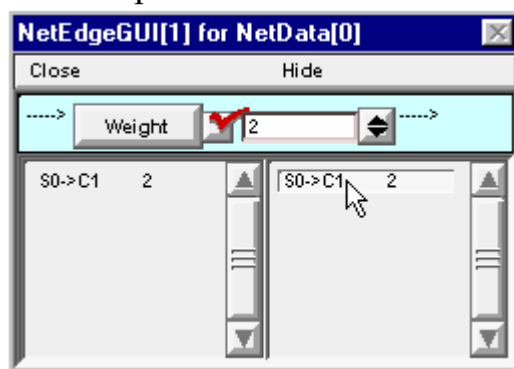 NetEdgeGUI[1] for NetData[0]
Close Hide
-----> Weight 2 ----->
S0->C1 2 S0->C1 2